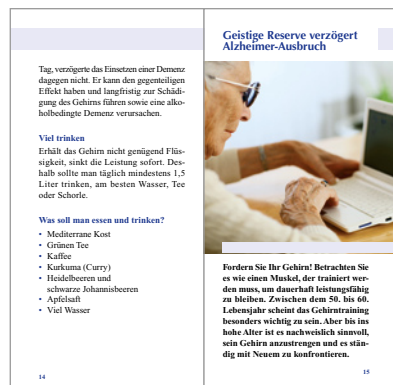 Tag, verzögerte das Einsetzen einer Demenz
dagegen nicht. Er kann den gegenteiligen
Effekt haben und langfristig zur Schädi-
gung des Gehirns führen sowie eine alko-
holbedingte Demenz verursachen.
Viel trinken
Erhält das Gehirn nicht genügend Flüs-
sigkeit, sinkt die Leistung sofort. Des-
halb sollte man täglich mindestens 1,5
Liter trinken, am besten Wasser, Tee
oder Schorle.
Was soll man essen und trinken?
• Mediterrane Kost
• Grünen Tee
• Kaffee
• Kurkuma (Curry)
• Heidelbeeren und
schwarze Johannisbeeren
• Apfelsaft
• Viel Wasser
14
Geistige Reserve verzögert
Alzheimer-Ausbruch
Fordern Sie Ihr Gehirn! Betrachten Sie
es wie einen Muskel, der trainiert wer-
den muss, um dauerhaft leistungsfähig
zu bleiben. Zwischen dem 50. bis 60.
Lebensjahr scheint das Gehirntraining
besonders wichtig zu sein. Aber bis ins
hohe Alter ist es nachweislich sinnvoll,
sein Gehirn anzustrengen und es stän-
dig mit Neuem zu konfrontieren.
15